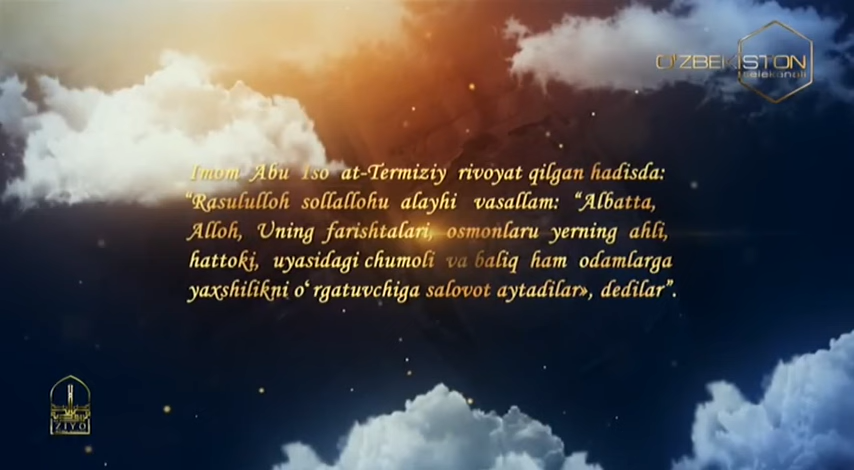 O'ZBEKISTON
telekanali
Imom Abu Iso at-Termiziy rivoyat qilgan hadisda:
“Rasululloh sollallohu alayhi vasallam: “Albatta,
Alloh, Uning farishtalari, osmonlaru yerning ahli,
hattoki, uyasidagi chumoli va baliq ham odamlarga
yaxshilikni o‘ rgatuvchiga salovot aytadilar», dedilar”.
ZIYO